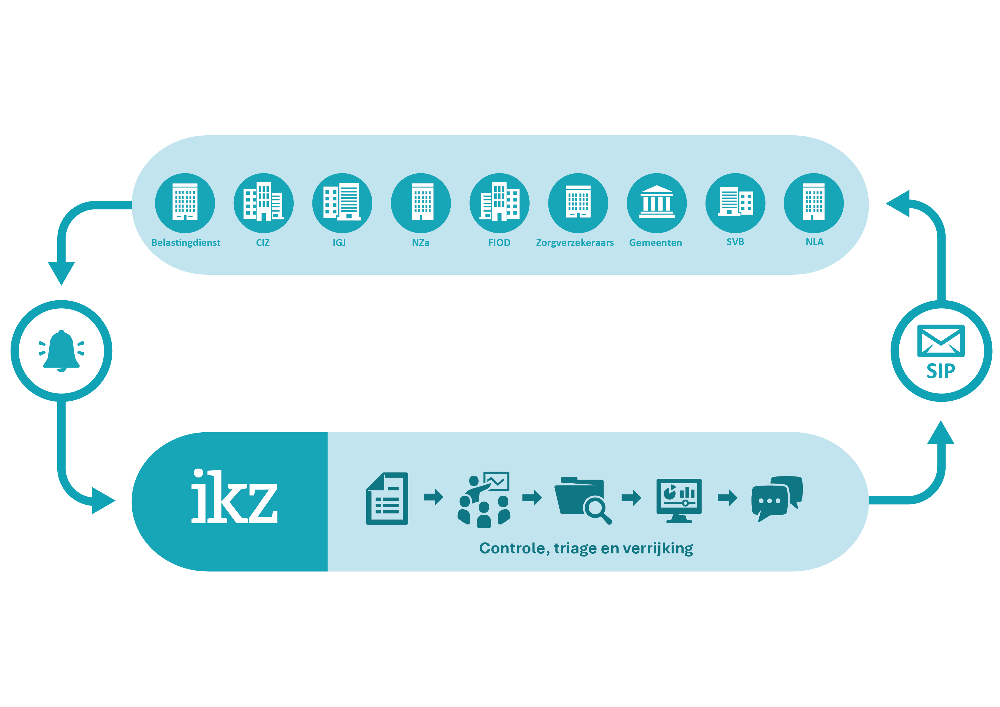 Belastingdienst
CIZ
IGJ
NZa
FIOD
Zorgverzekeraars
Gemeenten
SVB
NLA
SIP
ikz
Controle, triage en verrijking